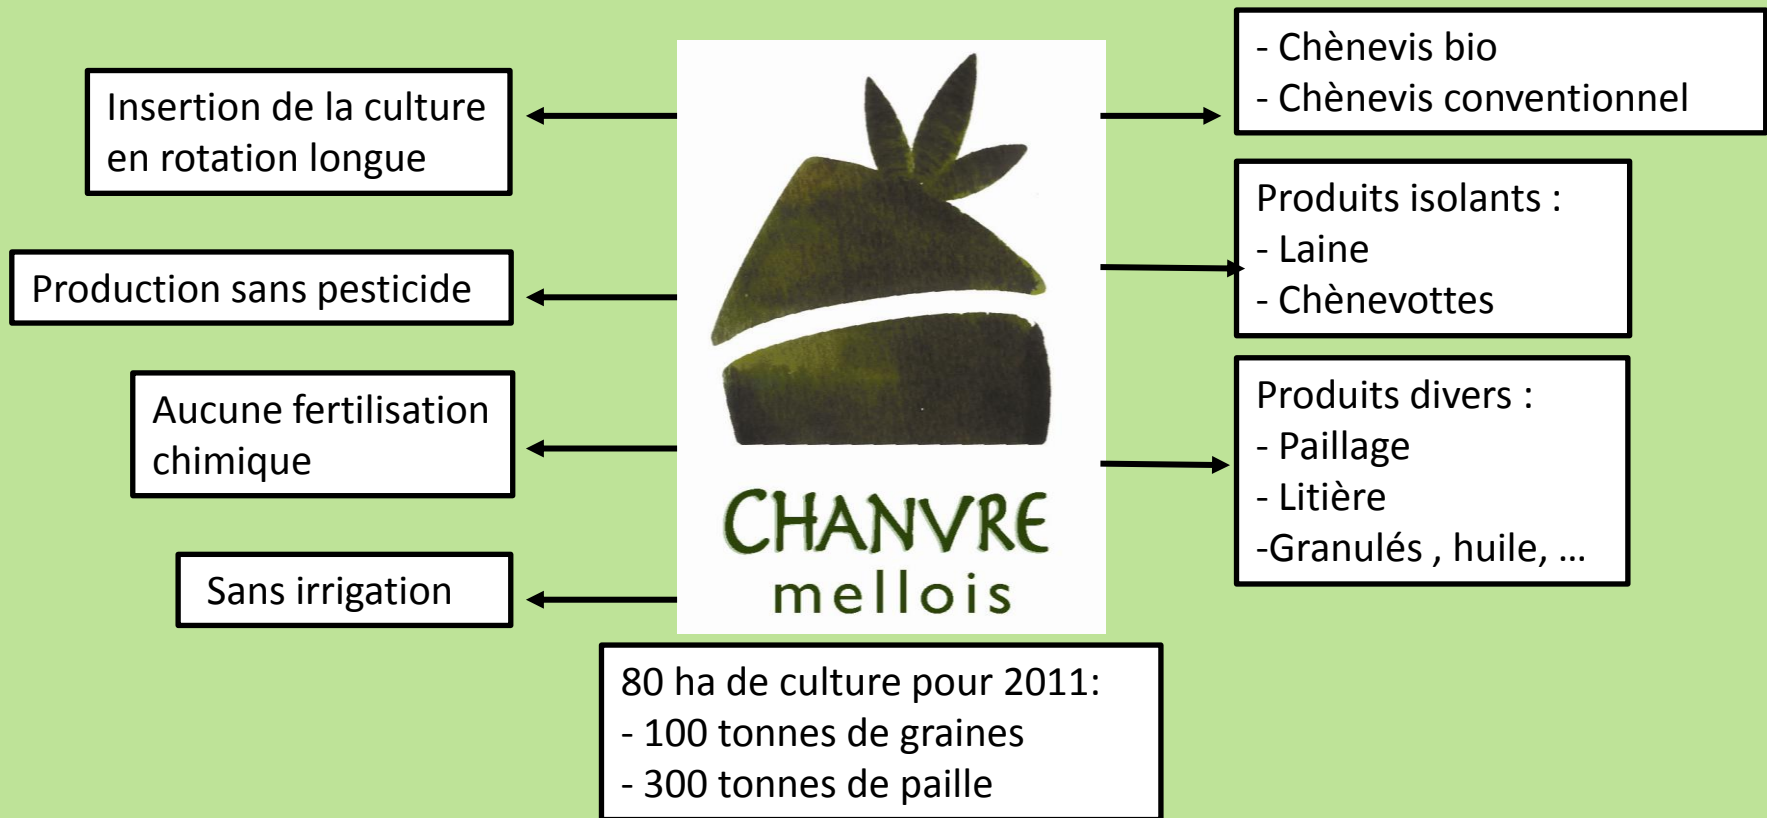 Insertion de la culture
en rotation longue
Production sans pesticide
Aucune fertilisation
chimique
Sans irrigation
CHANVRE
mellois
80 ha de culture pour 2011:
- 100 tonnes de graines
- 300 tonnes de paille
- Chènevis bio
- Chènevis conventionnel
Produits isolants :
- Laine
- Chènevottes
Produits divers :
- Paillage
- Litière
-Granulés , huile, ...